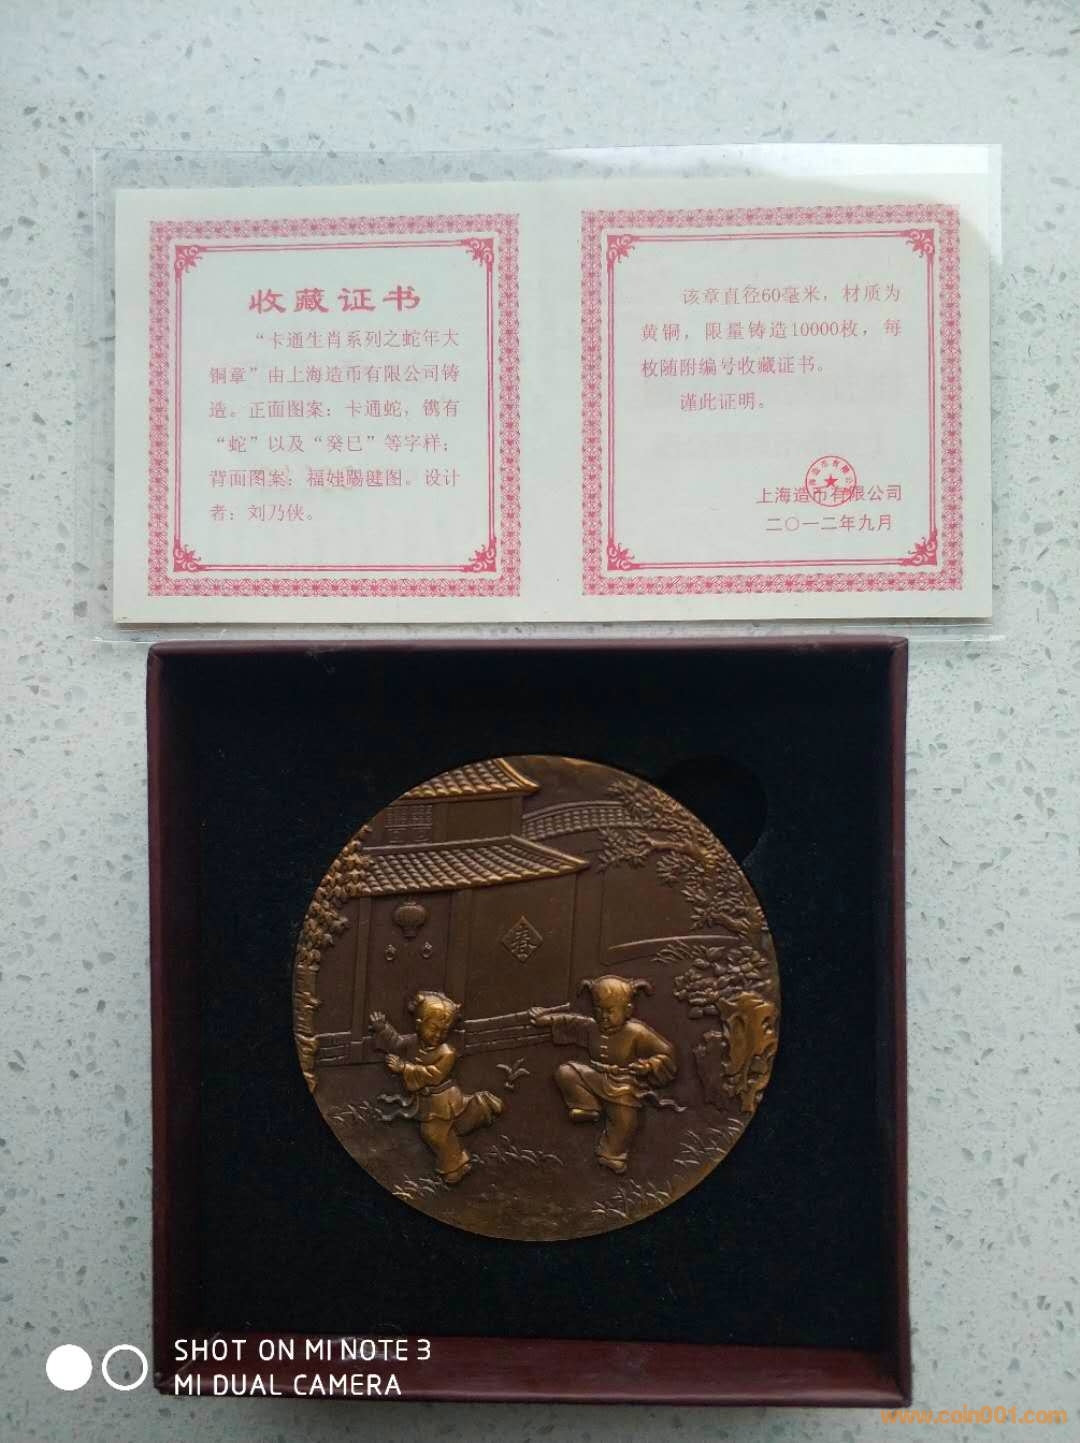 收藏证书
“卡通生肖系列之蛇年大
铜章”由上海造币有限公司铸
造。正面图案：卡通蛇，镌有
“蛇”以及“癸巳”等字样；
背面图案：福娃踢毽图。设计
者：刘乃侠。
该章直径60毫米，材质为
黄铜，限量铸造10000枚，每
枚随附编号收藏证书。
谨此证明。
上海造币有限公司
二〇一二年九月
春
SHOT ON MI NOTE 3
MI DUAL CAMERA
www.coin001.com